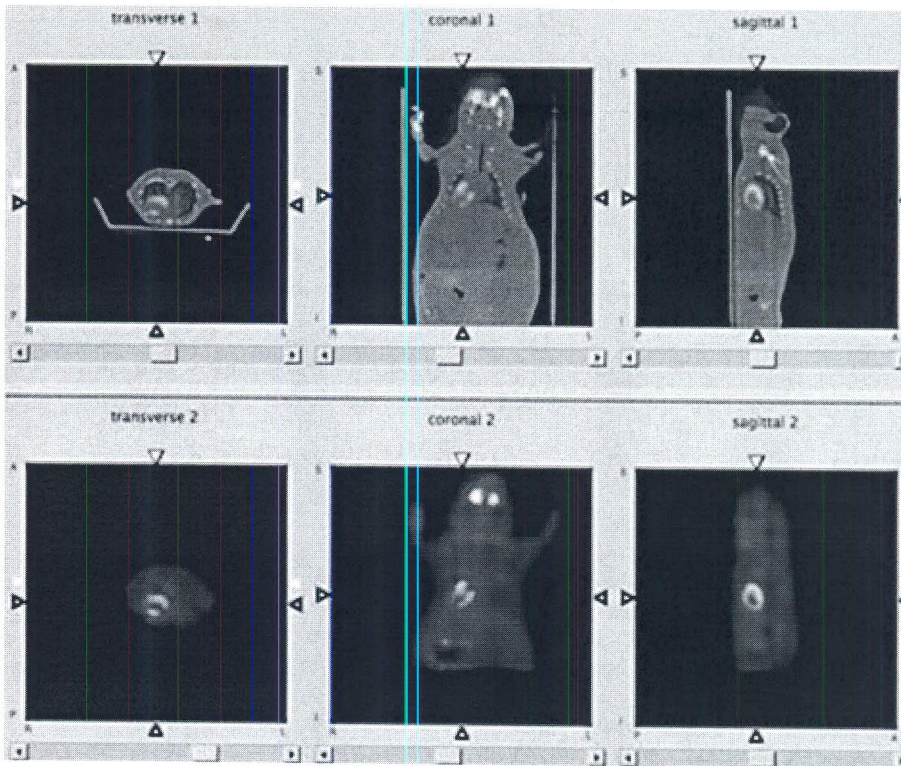 transverse 1 coronal 1 sagittal 1
A S S
P I I
R L R L P A
transverse 2 coronal 2 sagittal 2
A S S
P I I
R L R L P A